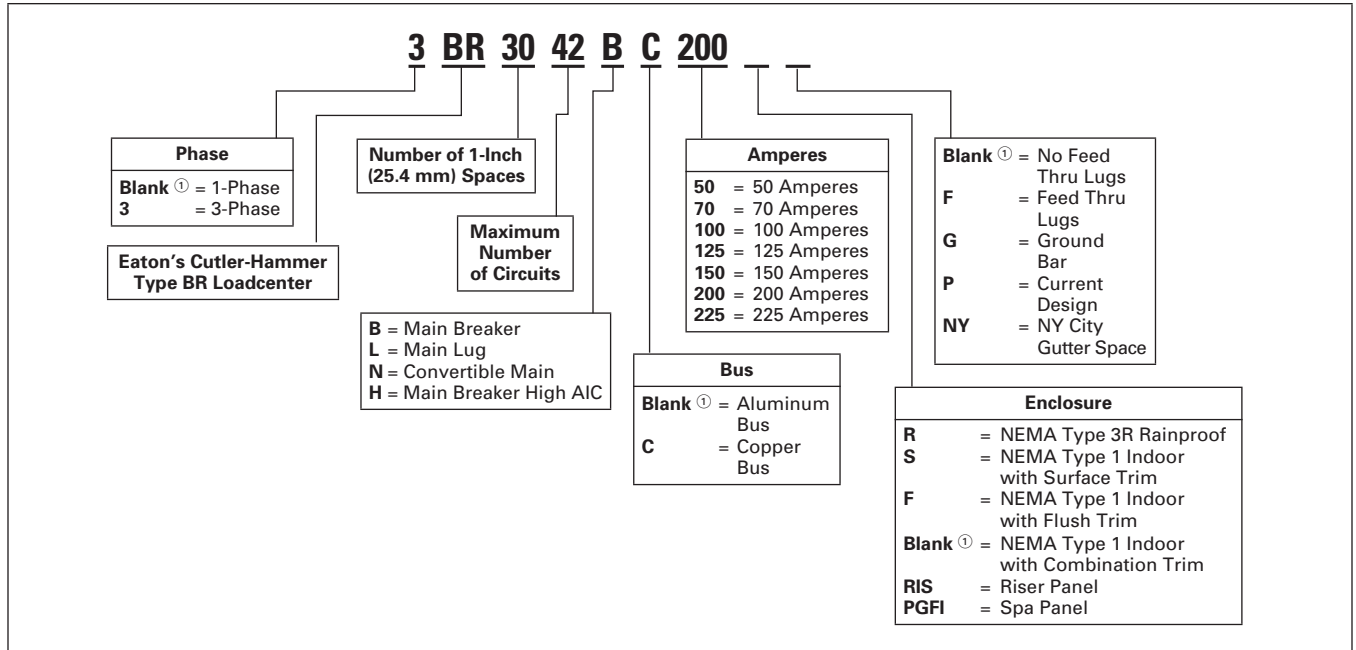 3 BR 30 42 B C 200
Phase
Blank ① = 1-Phase
3 = 3-Phase
Eaton's Cutler-Hammer
Type BR Loadcenter
Number of 1-Inch
(25.4 mm) Spaces
Maximum
Number
of Circuits
B = Main Breaker
L = Main Lug
N = Convertible Main
H = Main Breaker High AIC
Bus
Blank ① = Aluminum
Bus
C = Copper
Bus
Amperes
50 = 50 Amperes
70 = 70 Amperes
100 = 100 Amperes
125 = 125 Amperes
150 = 150 Amperes
200 = 200 Amperes
225 = 225 Amperes
Blank ① = No Feed
Thru Lugs
F = Feed Thru
Lugs
G = Ground
Bar
P = Current
Design
NY = NY City
Gutter Space
Enclosure
R = NEMA Type 3R Rainproof
S = NEMA Type 1 Indoor
with Surface Trim
F = NEMA Type 1 Indoor
with Flush Trim
Blank ① = NEMA Type 1 Indoor
with Combination Trim
RIS = Riser Panel
PGFI = Spa Panel